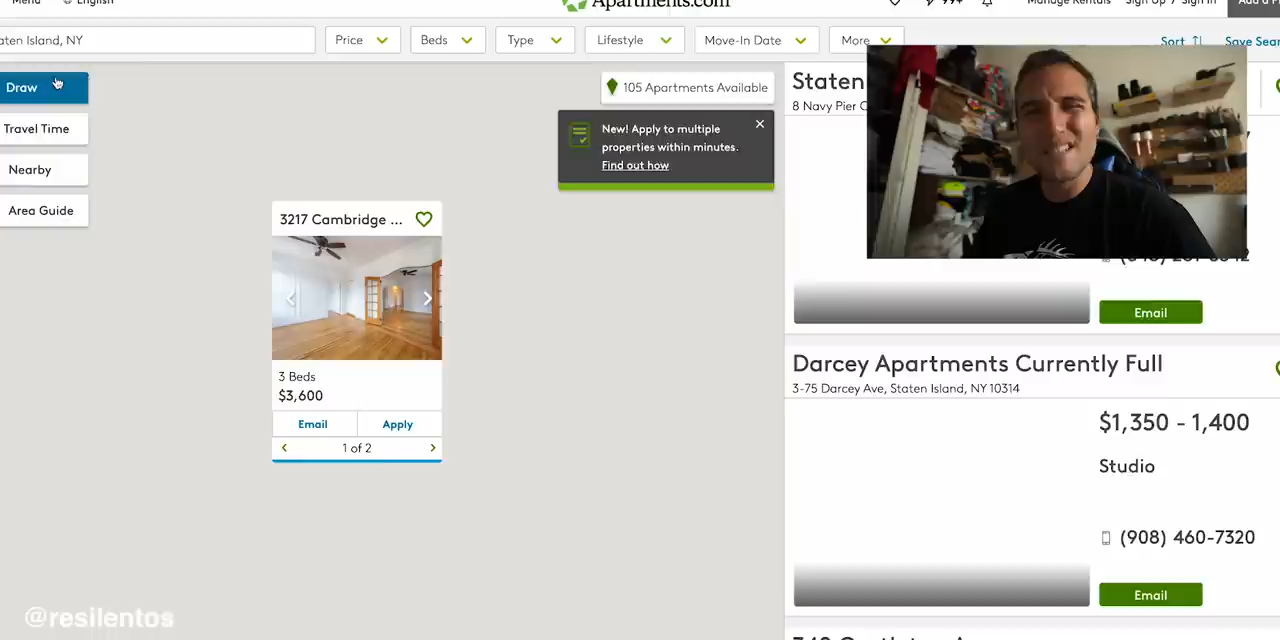 Menu English Apartments.com 99+ Manage Rentals Sign Up / Sign In Add a
aten Island, NY Price Beds Type Lifestyle Move-In Date More
Sort Save Sear
Draw
Travel Time
Nearby
Area Guide
105 Apartments Available
New! Apply to multiple
properties within minutes.
Find out how
3217 Cambridge ...
3 Beds
$3,600
Email Apply
1 of 2
Staten
8 Navy Pier C
Email
Darcey Apartments Currently Full
3-75 Darcey Ave, Staten Island, NY 10314
$1,350 - 1,400
Studio
(908) 460-7320
Email
@resilentos